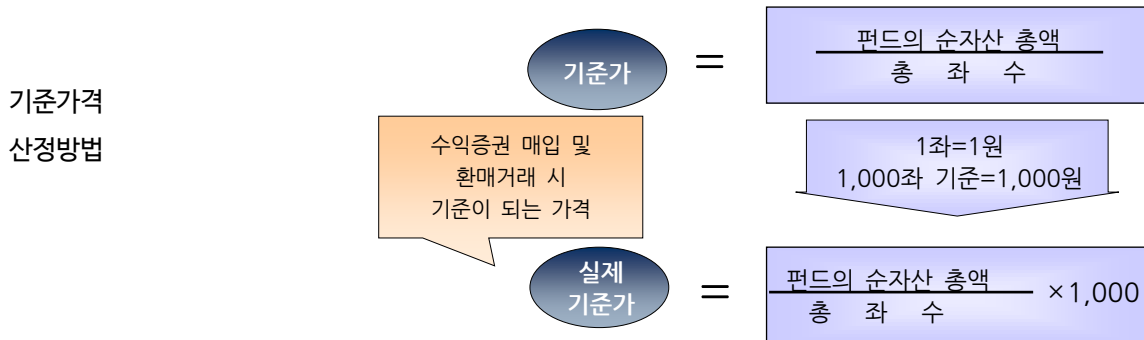 기준가격
산정방법
기준가
=
펀드의 순자산 총액
총 좌 수
수익증권 매입 및
환매거래 시
기준이 되는 가격
1좌=1원
1,000좌 기준=1,000원
실제
기준가
=
펀드의 순자산 총액
총 좌 수
×1,000